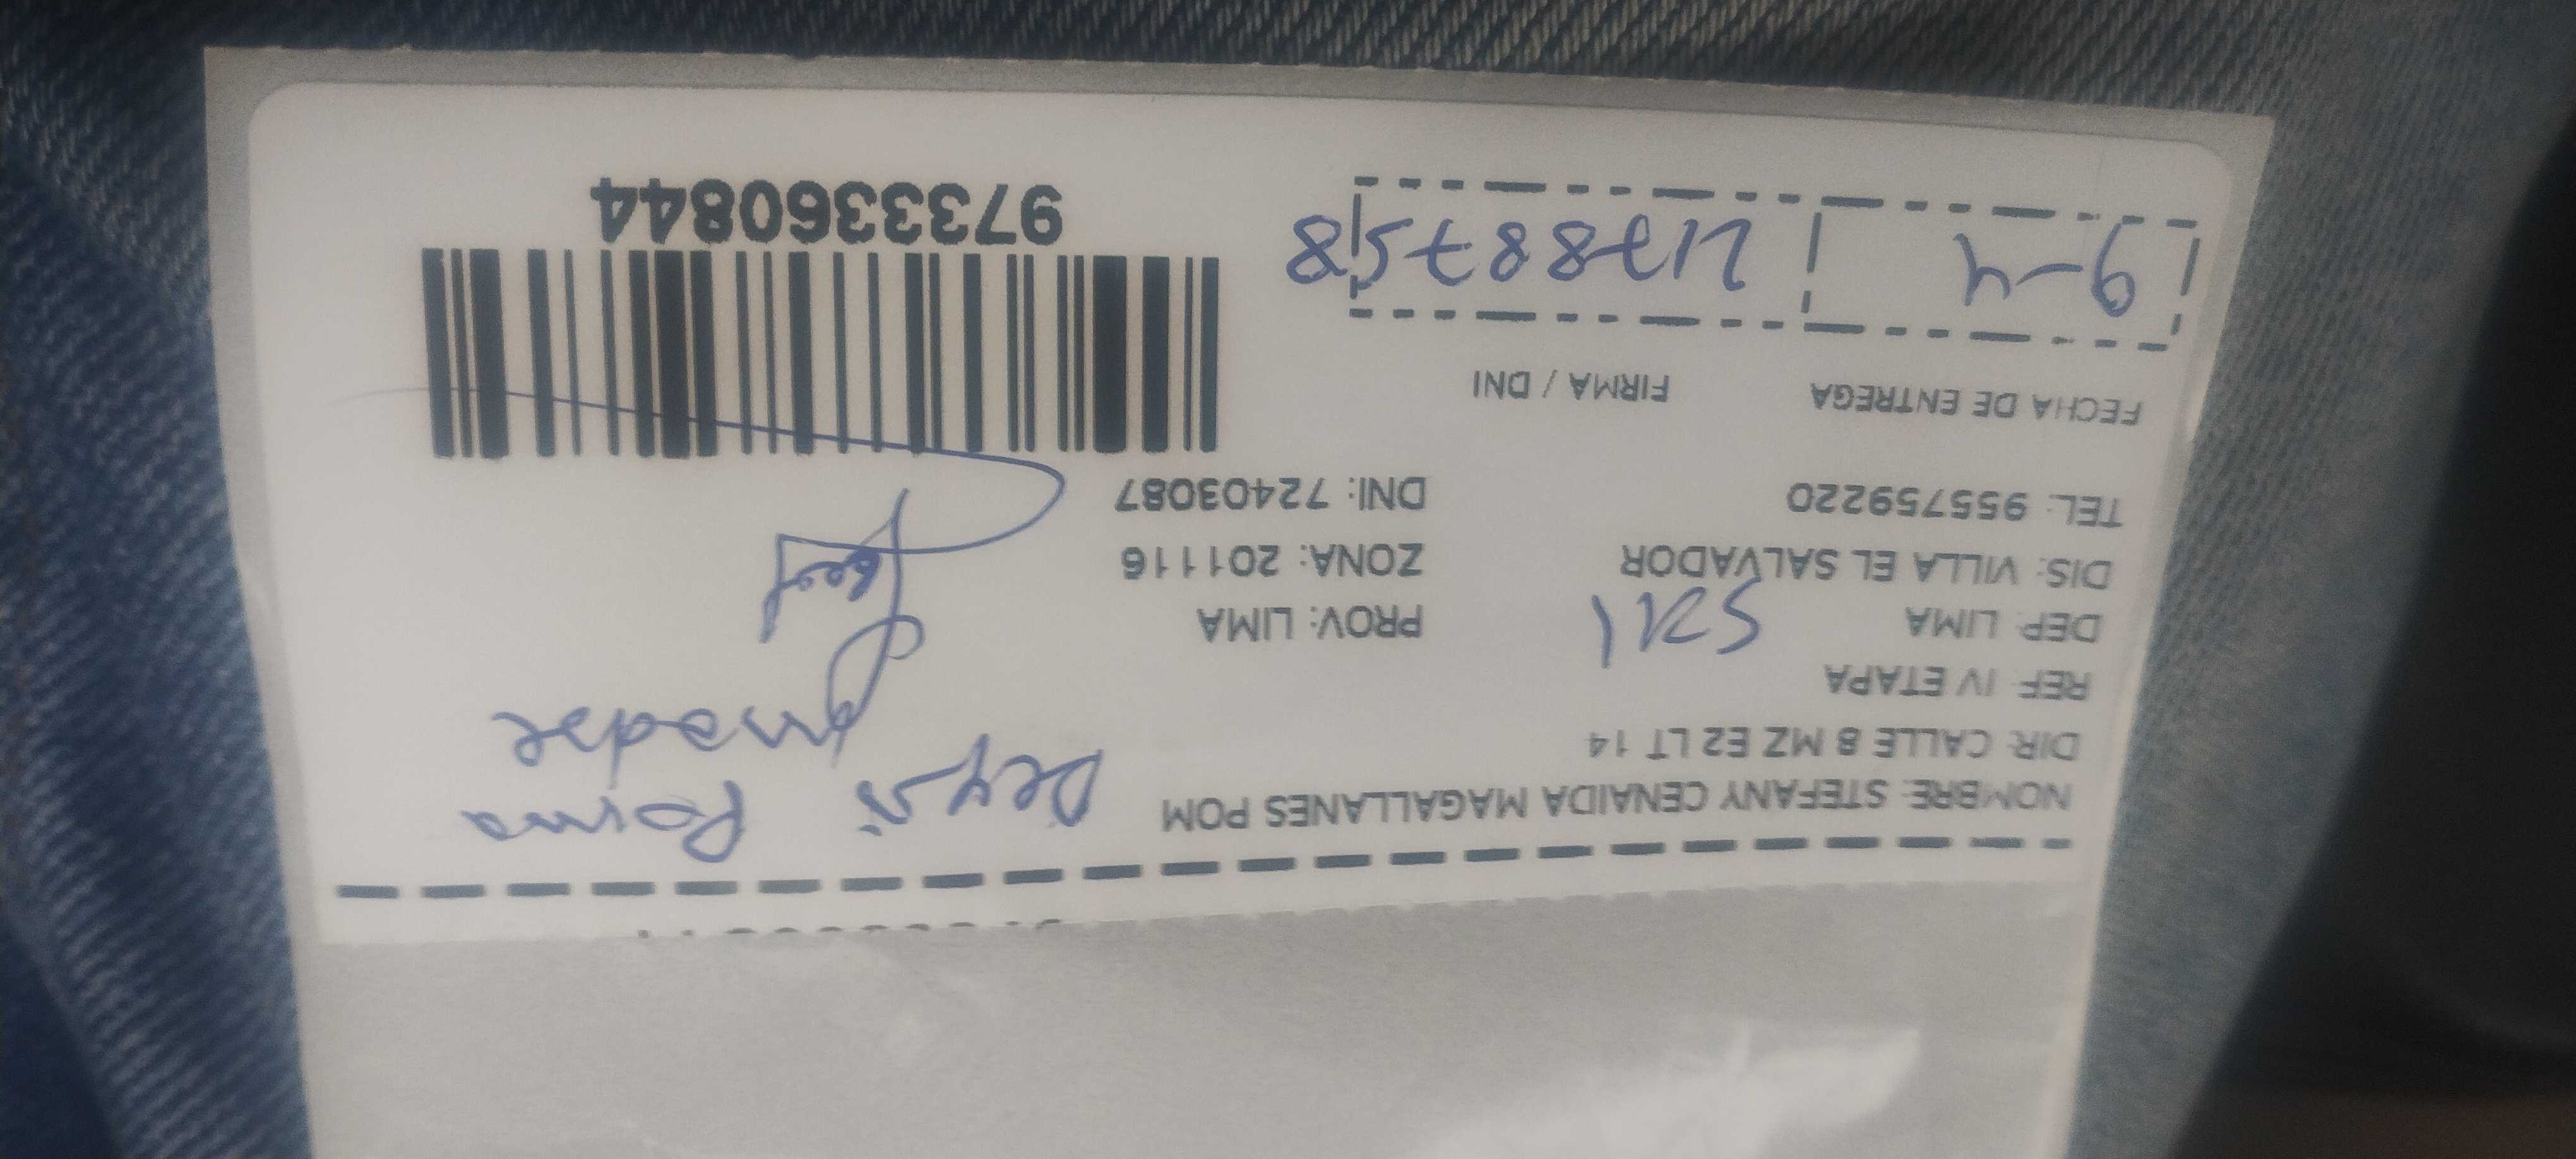 NOMBRE: STEFANY CENAIDA MAGALLANES POM
Deysi Poma
DIR: CALLE 8 MZ E2 LT 14
madre
REF: IV ETAPA
DEP: LIMA
PROV: LIMA
DIS: VILLA EL SALVADOR
ZONA: 201116
TEL: 955759220
DNI: 72403087
FECHA DE ENTREGA
FIRMA / DNI
9-4
9733360844